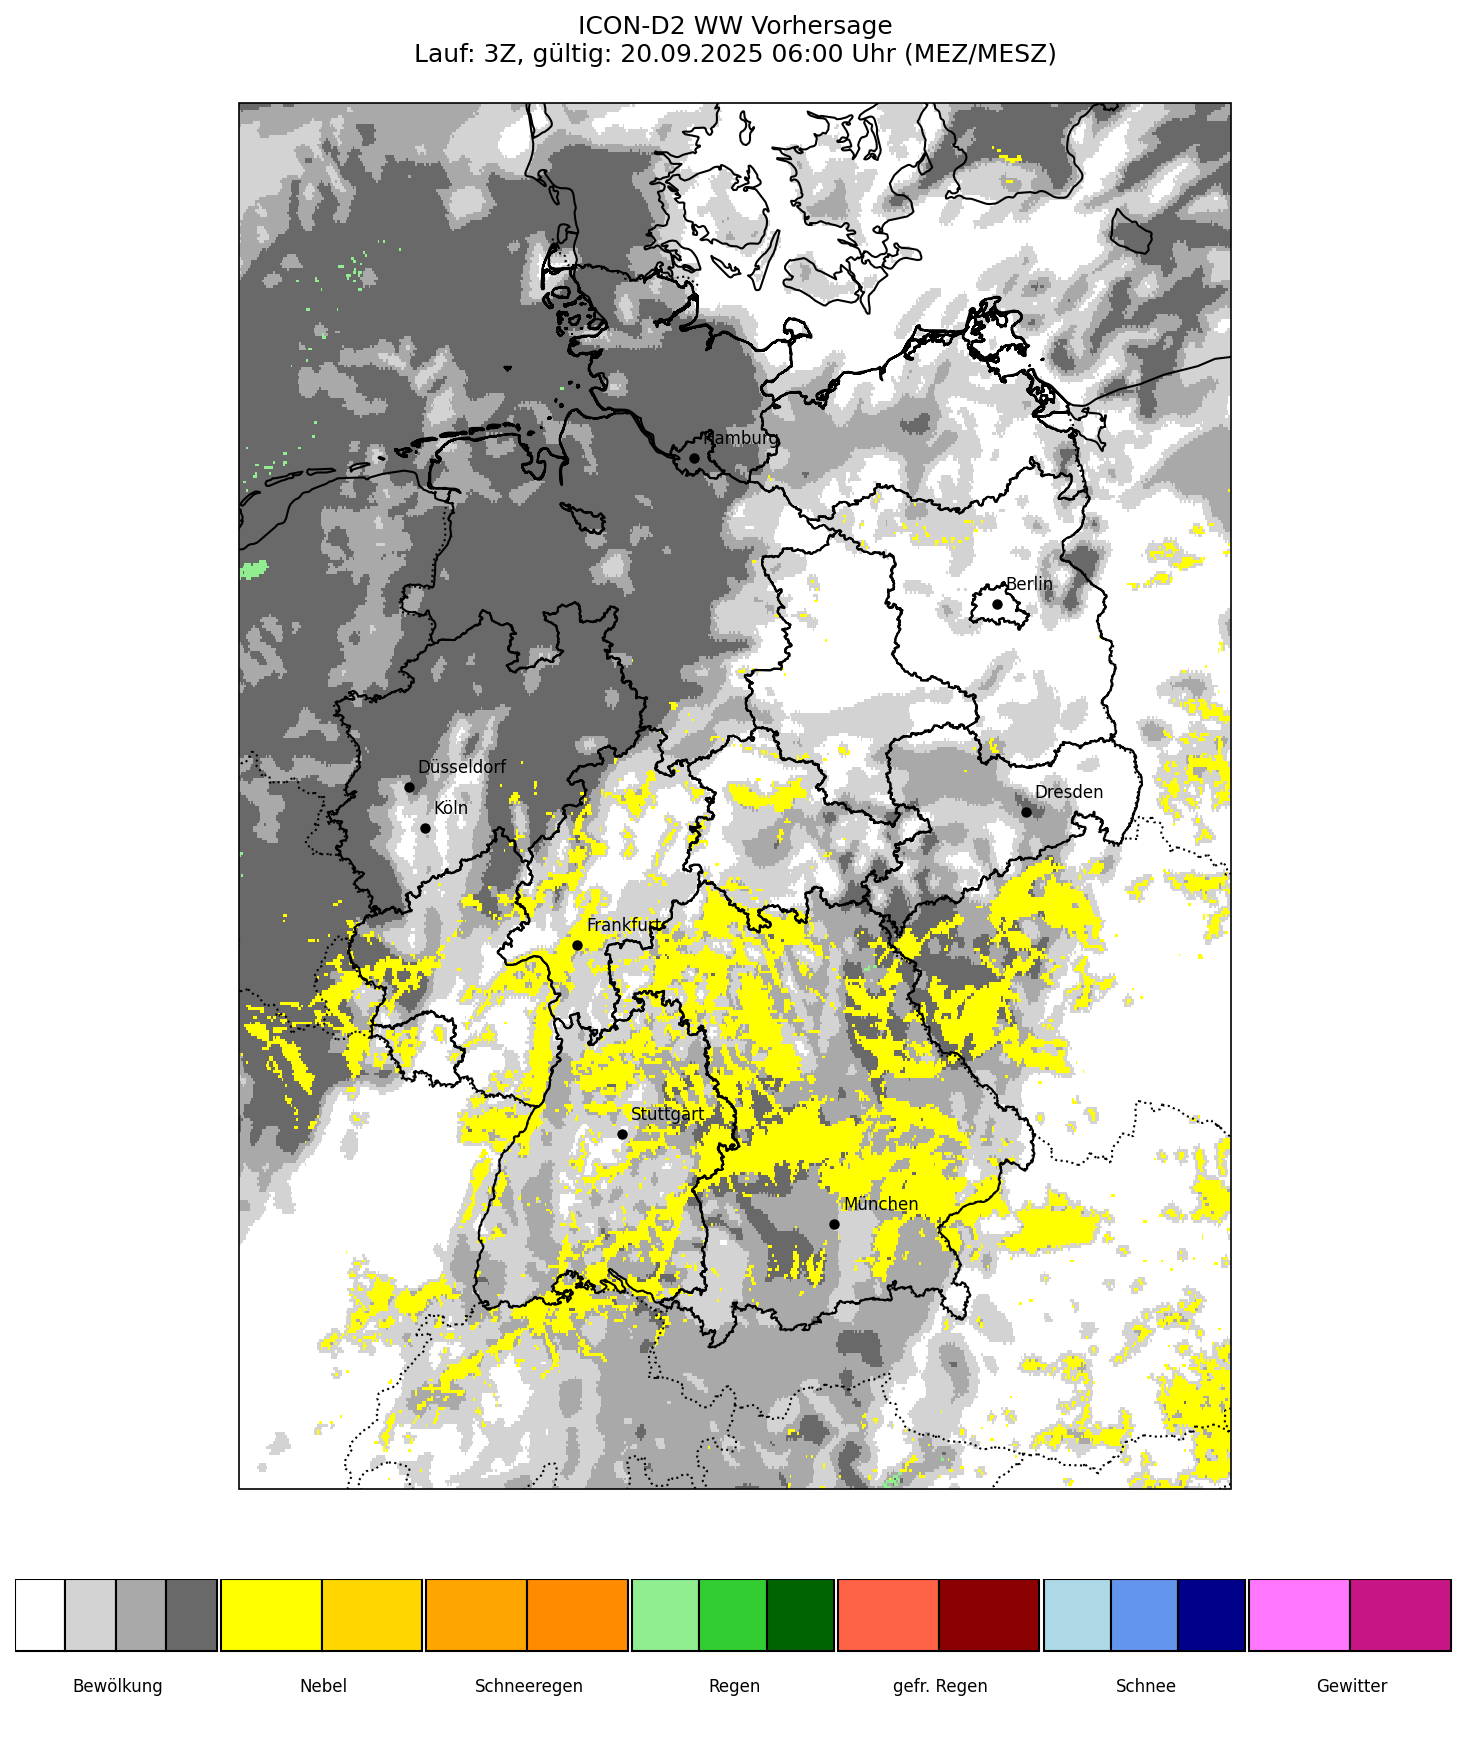 ICON-D2 WW Vorhersage
Lauf: 3Z, gültig: 20.09.2025 06:00 Uhr (MEZ/MESZ)
Hamburg
Berlin
Düsseldorf
Köln
Dresden
Frankfurt
Stuttgart
München
Bewölkung
Nebel
Schneeregen
Regen
gefr. Regen
Schnee
Gewitter